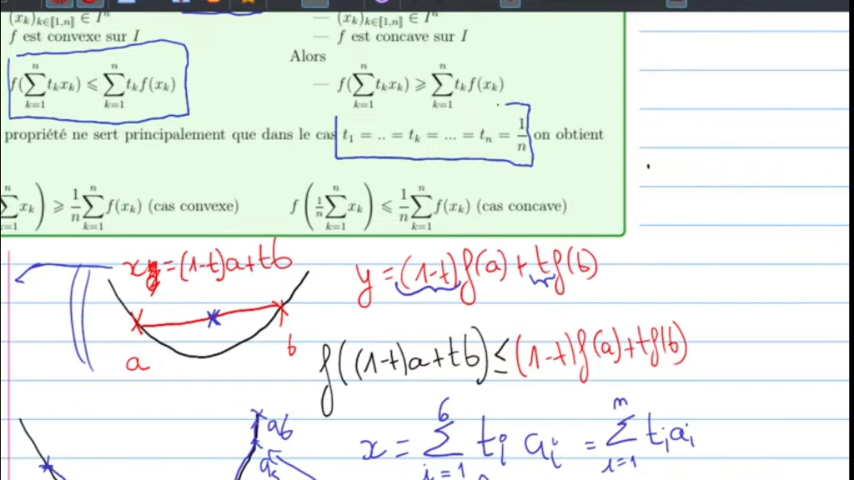 (x_k)_{k∈⟦1,n⟧} ∈ I^n — (x_k)_{k∈⟦1,n⟧} ∈ I^n
f est convexe sur I — f est concave sur I
Alors
f(∑_{k=1}^{n} t_k x_k) ⩽ ∑_{k=1}^{n} t_k f(x_k) — f(∑_{k=1}^{n} t_k x_k) ⩾ ∑_{k=1}^{n} t_k f(x_k)
propriété ne sert principalement que dans le cas t_1 = .. = t_k = ... = t_n = 1/n on obtient
∑_{k=1}^{n} x_k) ⩾ 1/n ∑_{k=1}^{n} f(x_k) (cas convexe) f(1/n ∑_{k=1}^{n} x_k) ⩽ 1/n ∑_{k=1}^{n} f(x_k) (cas concave)
x = (1-t)a+tb y = (1-t)f(a)+tf(b)
a b f((1-t)a+tb) ≤ (1-t)f(a)+tf(b)
a6
x = ∑_{i=1}^{6} t_i a_i = ∑_{i=1}^{n} t_i a_i